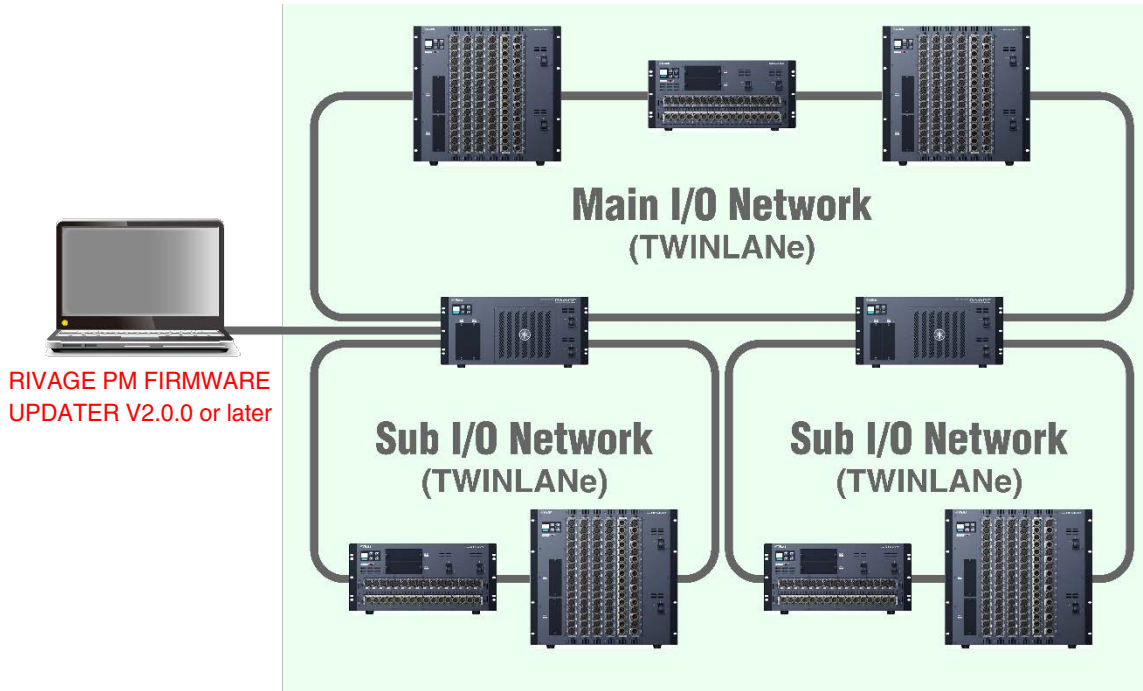 Main I/O Network
(TWINLANe)
RIVAGE PM FIRMWARE
UPDATER V2.0.0 or later
Sub I/O Network
(TWINLANe)
Sub I/O Network
(TWINLANe)